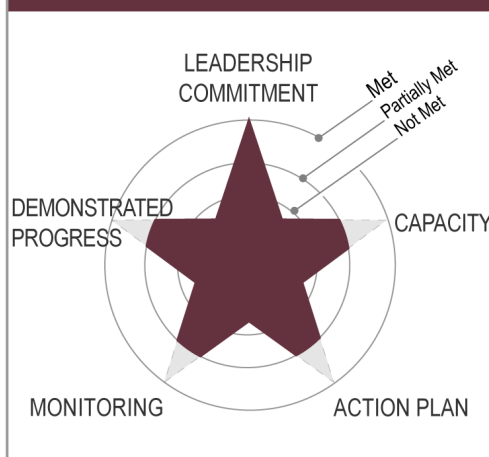 LEADERSHIP
COMMITMENT
Met
Partially Met
Not Met
DEMONSTRATED
PROGRESS
CAPACITY
MONITORING
ACTION PLAN